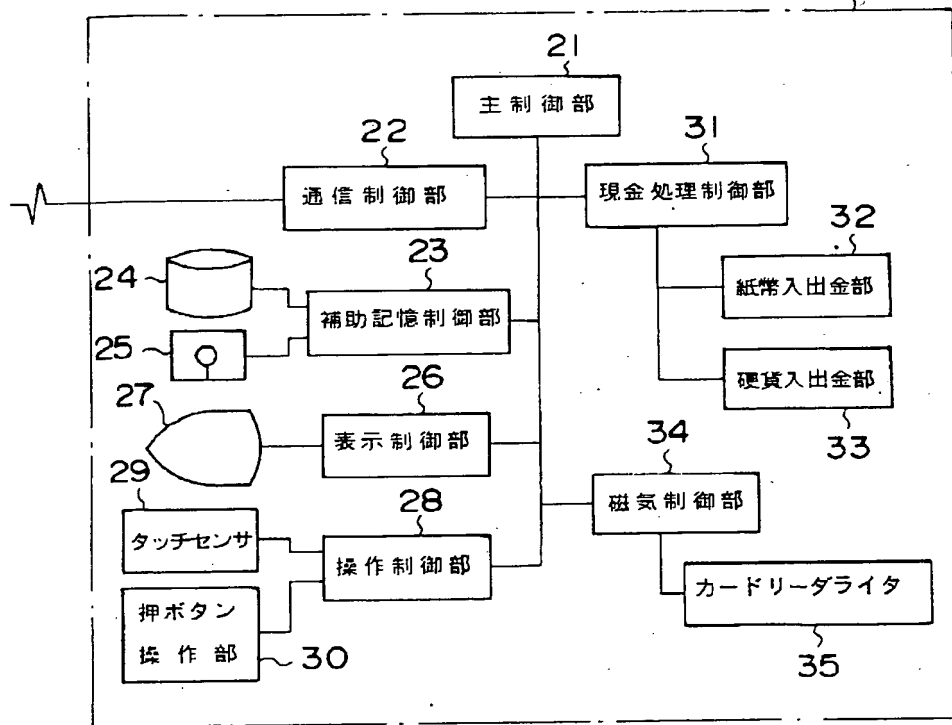 21
主制御部
22
通信制御部
31
現金処理制御部
32
紙幣入出金部
23
24
補助記憶制御部
25
硬貨入出金部
33
26
27
表示制御部
34
磁気制御部
29
タッチセンサ
28
操作制御部
カードリーダライタ
35
押ボタン
操作部
30